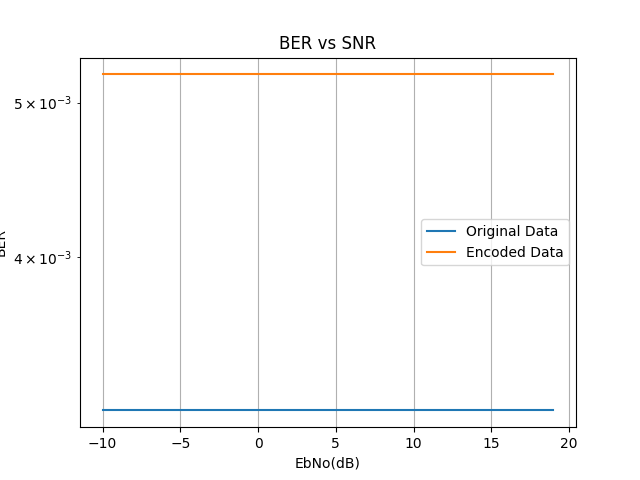 BER vs SNR
5 × 10⁻³
4 × 10⁻³
BER
Original Data
Encoded Data
−10 −5 0 5 10 15 20
EbNo(dB)